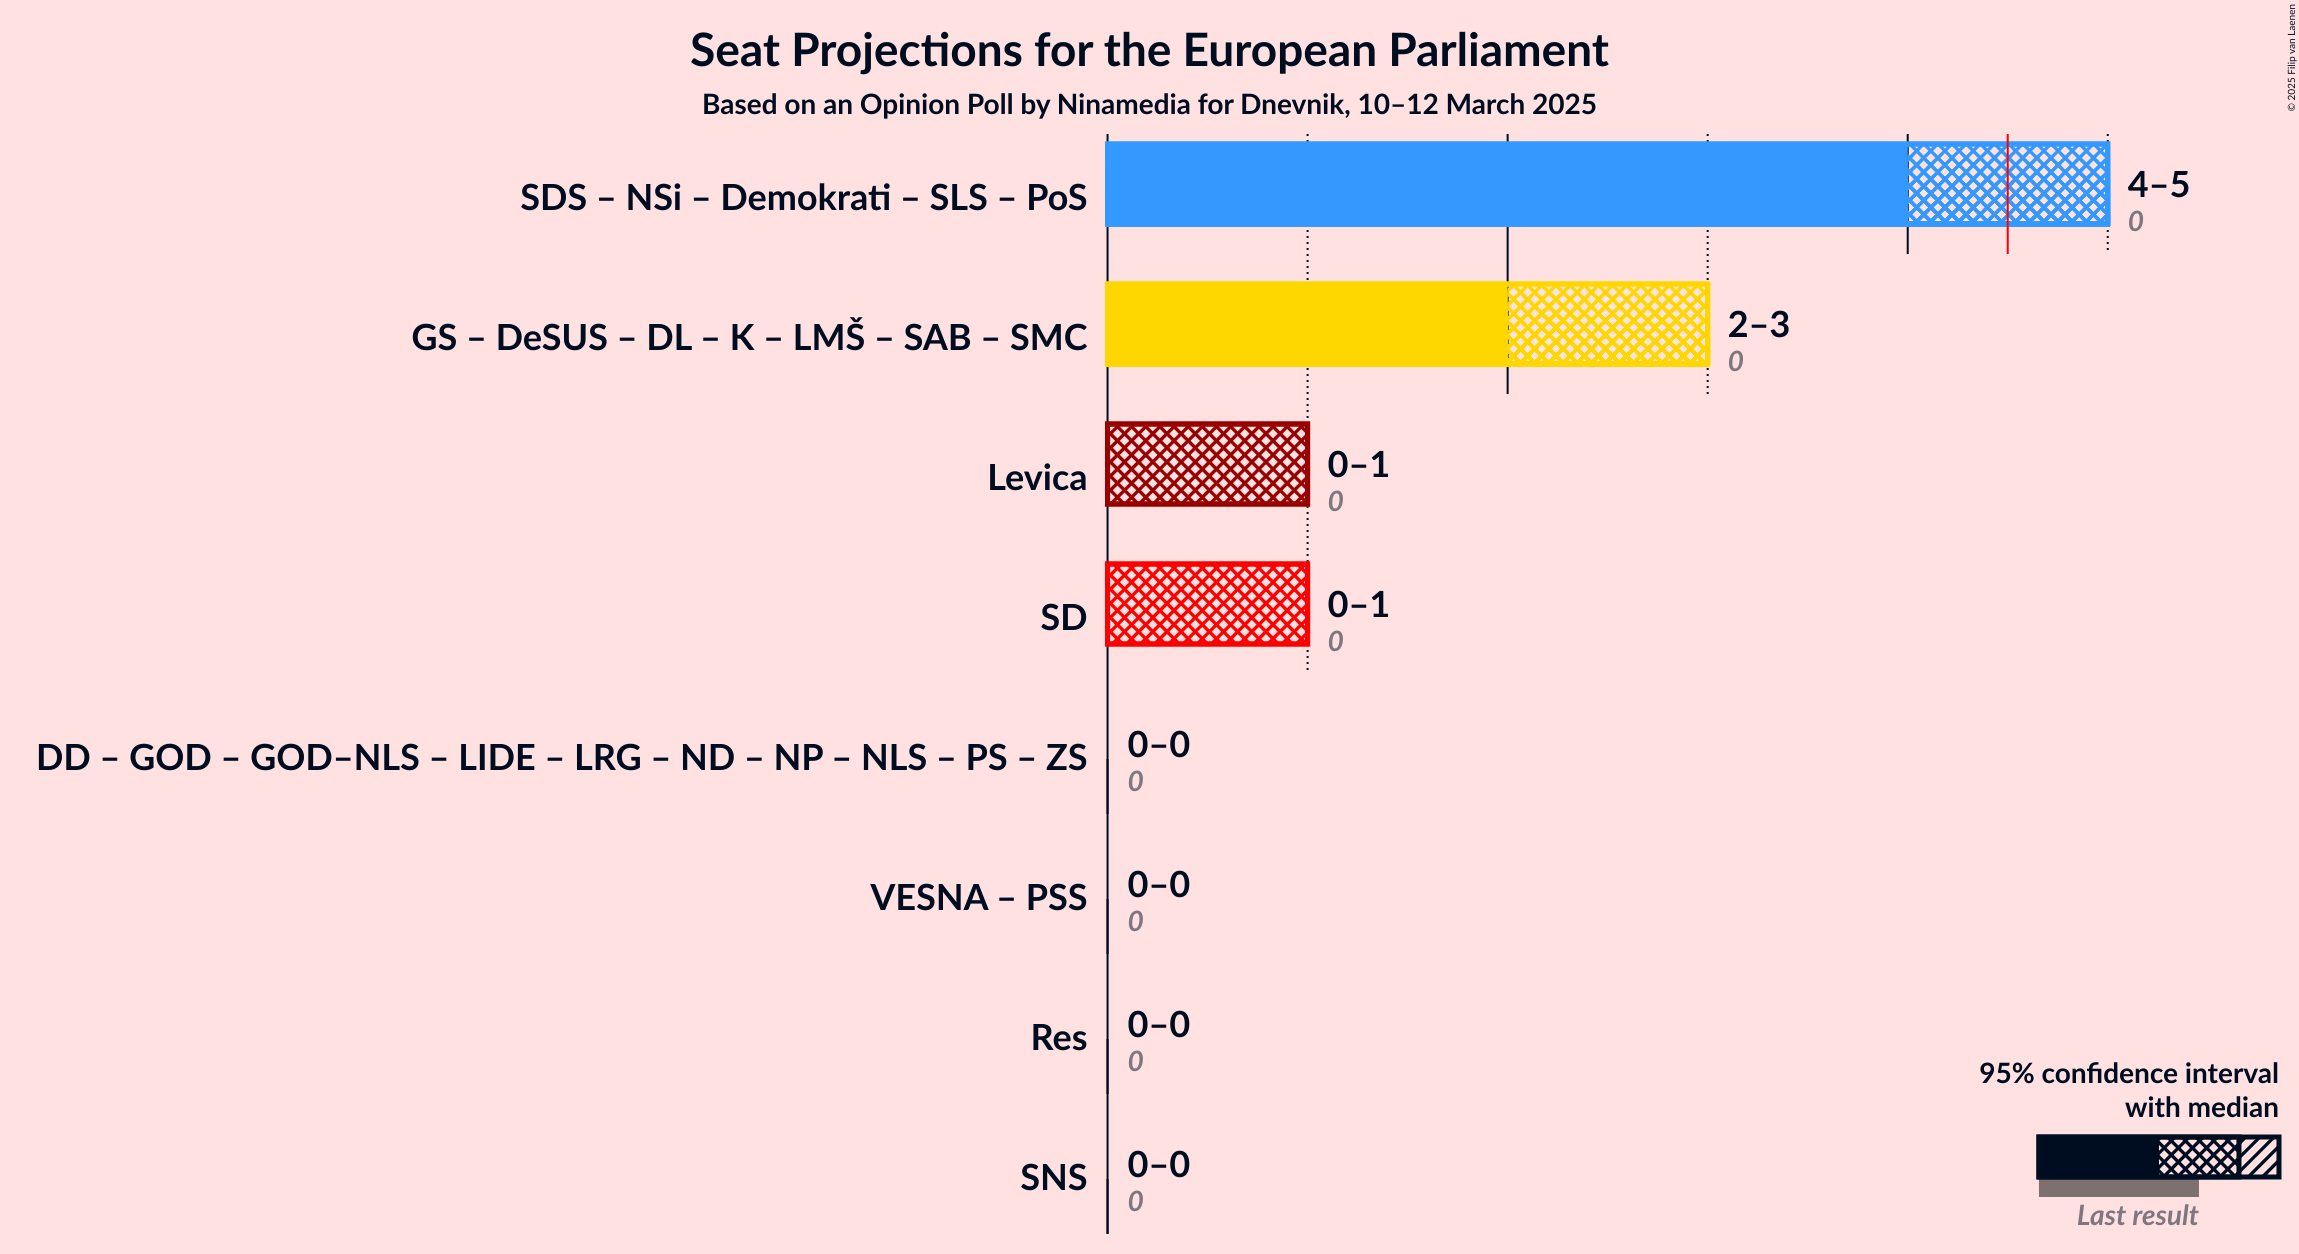 Seat Projections for the European Parliament
Based on an Opinion Poll by Ninamedia for Dnevnik, 10–12 March 2025
© 2025 Filip van Laenen
SDS – NSi – Demokrati – SLS – PoS
4–5
0
GS – DeSUS – DL – K – LMŠ – SAB – SMC
2–3
0
Levica
0–1
0
SD
0–1
0
DD – GOD – GOD–NLS – LIDE – LRG – ND – NP – NLS – PS – ZS
0–0
0
VESNA – PSS
0–0
0
Res
0–0
0
SNS
0–0
0
95% confidence interval
with median
Last result